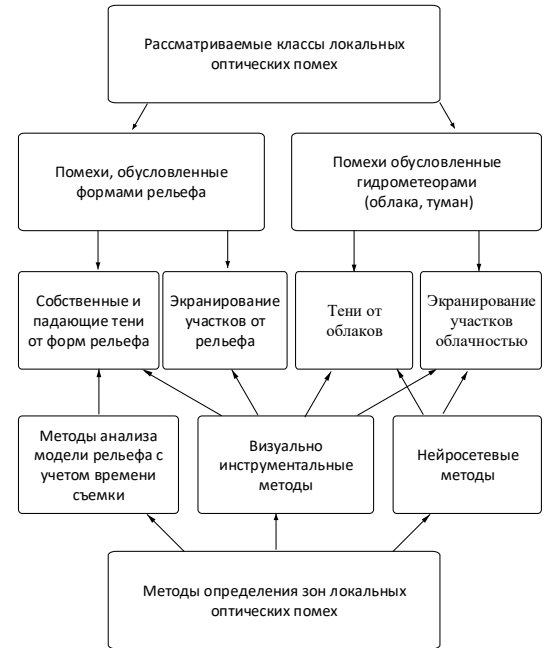 Рассматриваемые классы локальных
оптических помех
Помехи, обусловленные
формами рельефа
Помехи обусловленные
гидрометеорами
(облака, туман)
Собственные и
падающие тени
от форм рельефа
Экранирование
участков от
рельефа
Тени от
облаков
Экранирование
участков
облачностью
Методы анализа
модели рельефа с
учетом времени
съемки
Визуально
инструментальные
методы
Нейросетевые
методы
Методы определения зон локальных
оптических помех